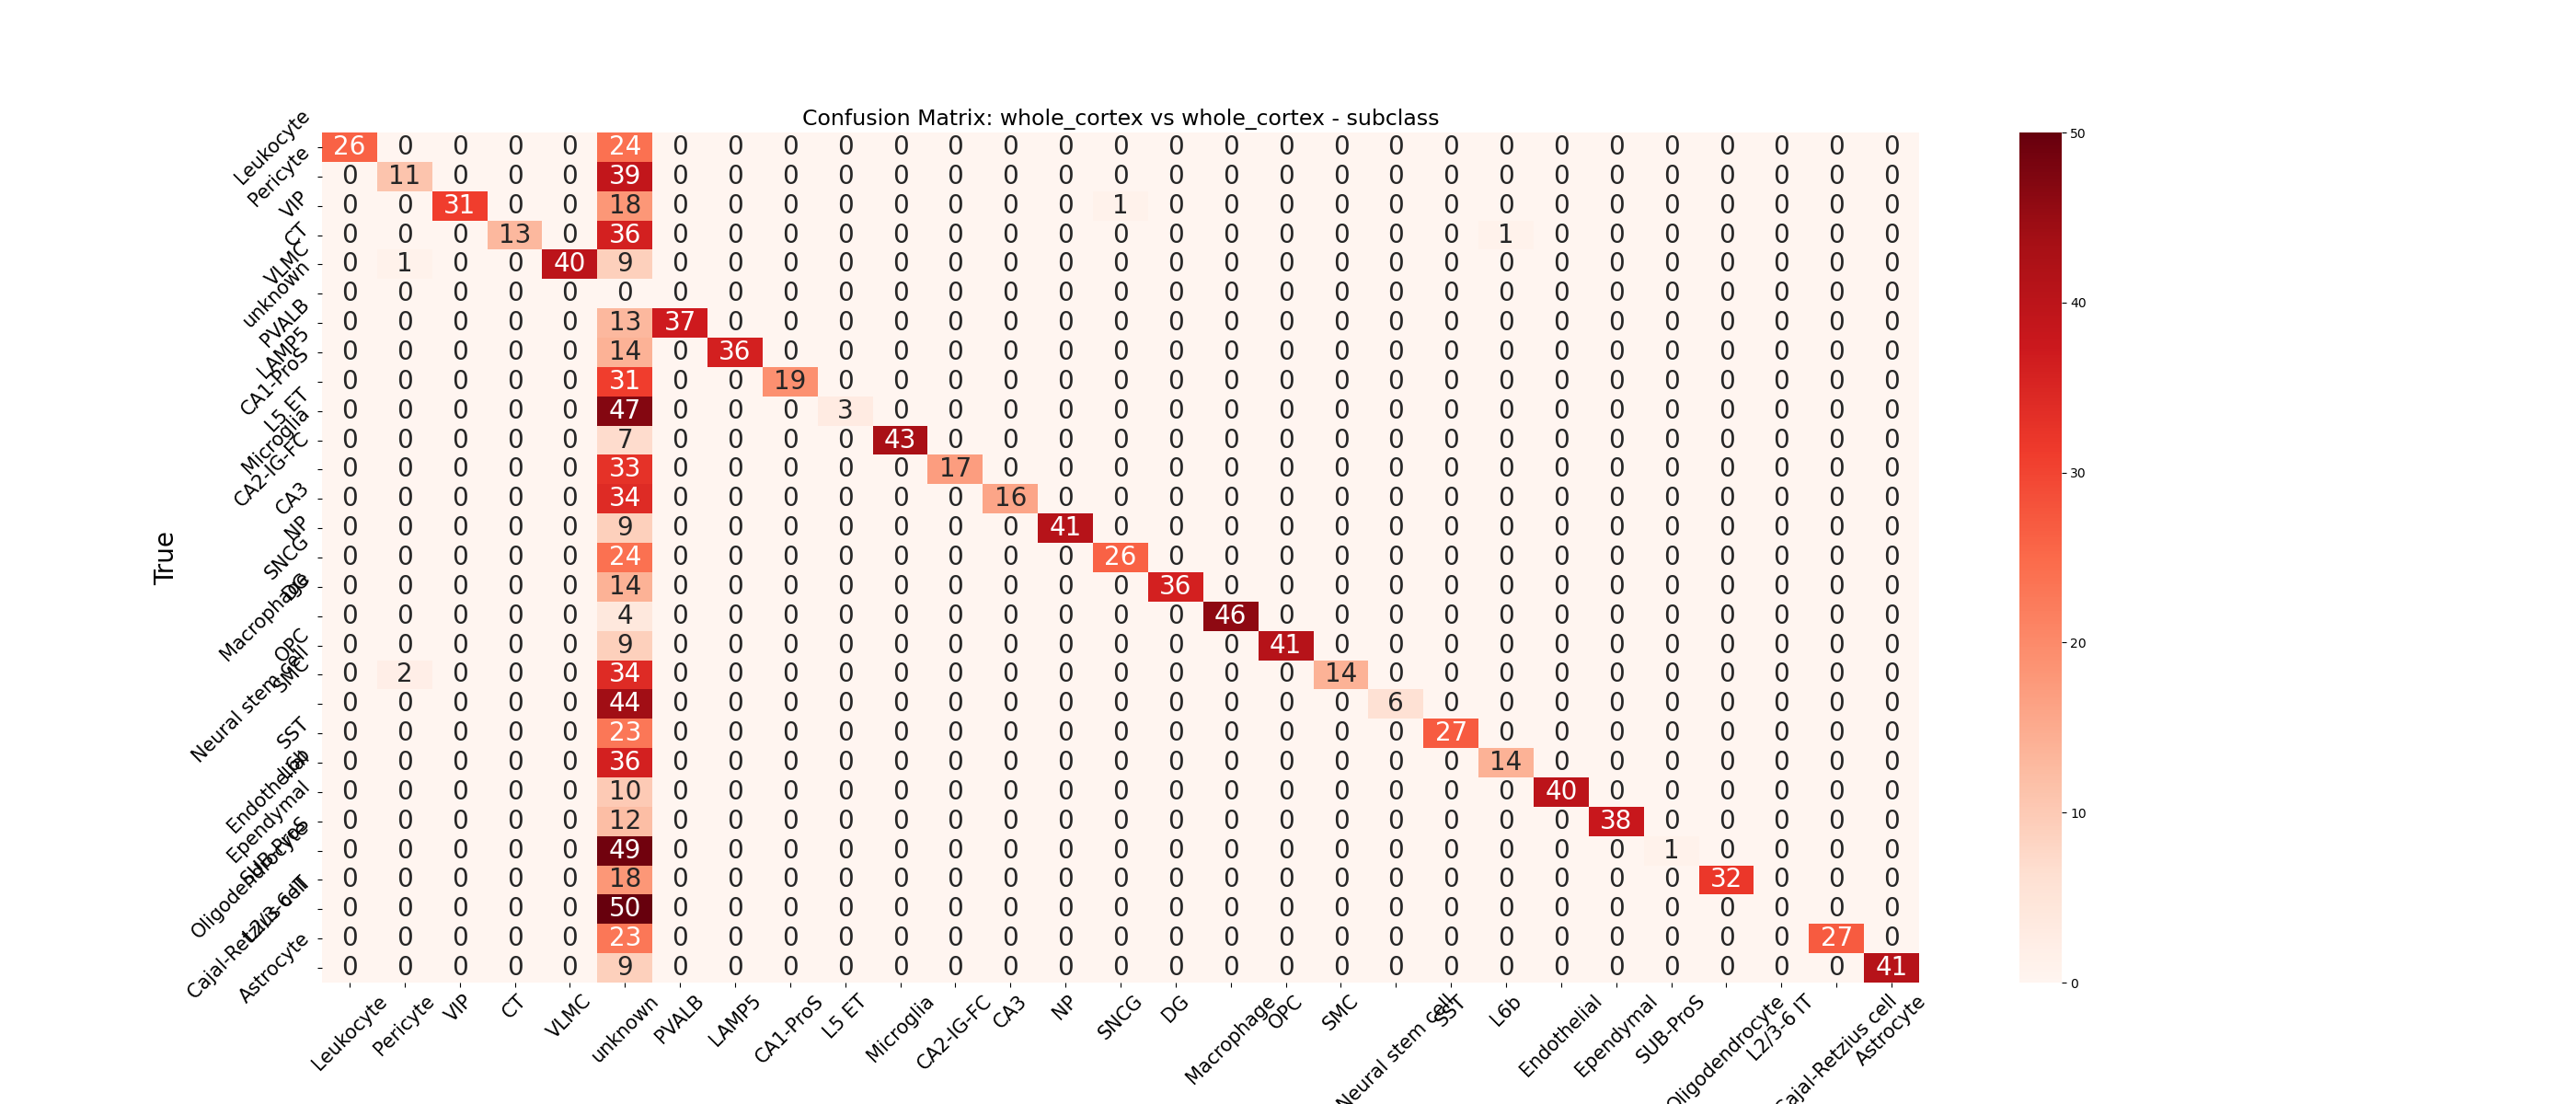 Confusion Matrix: whole_cortex vs whole_cortex - subclass
True
Leukocyte 26 0 0 0 0 24 0 0 0 0 0 0 0 0 0 0 0 0 0 0 0 0 0 0 0 0 0 0 0
Pericyte 0 11 0 0 0 39 0 0 0 0 0 0 0 0 0 0 0 0 0 0 0 0 0 0 0 0 0 0 0
VIP 0 0 31 0 0 18 0 0 0 0 0 0 0 0 1 0 0 0 0 0 0 0 0 0 0 0 0 0 0
CT 0 0 0 13 0 36 0 0 0 0 0 0 0 0 0 0 0 0 0 0 0 1 0 0 0 0 0 0 0
VLMC 0 1 0 0 40 9 0 0 0 0 0 0 0 0 0 0 0 0 0 0 0 0 0 0 0 0 0 0 0
unknown 0 0 0 0 0 0 0 0 0 0 0 0 0 0 0 0 0 0 0 0 0 0 0 0 0 0 0 0 0
PVALB 0 0 0 0 0 13 37 0 0 0 0 0 0 0 0 0 0 0 0 0 0 0 0 0 0 0 0 0 0
LAMP5 0 0 0 0 0 14 0 36 0 0 0 0 0 0 0 0 0 0 0 0 0 0 0 0 0 0 0 0 0
CA1-ProS 0 0 0 0 0 31 0 0 19 0 0 0 0 0 0 0 0 0 0 0 0 0 0 0 0 0 0 0 0
L5 ET 0 0 0 0 0 47 0 0 0 3 0 0 0 0 0 0 0 0 0 0 0 0 0 0 0 0 0 0 0
Microglia 0 0 0 0 0 7 0 0 0 0 43 0 0 0 0 0 0 0 0 0 0 0 0 0 0 0 0 0 0
CA2-IG-FC 0 0 0 0 0 33 0 0 0 0 0 17 0 0 0 0 0 0 0 0 0 0 0 0 0 0 0 0 0
CA3 0 0 0 0 0 34 0 0 0 0 0 0 16 0 0 0 0 0 0 0 0 0 0 0 0 0 0 0 0
NP 0 0 0 0 0 9 0 0 0 0 0 0 0 41 0 0 0 0 0 0 0 0 0 0 0 0 0 0 0
SNCG 0 0 0 0 0 24 0 0 0 0 0 0 0 0 26 0 0 0 0 0 0 0 0 0 0 0 0 0 0
DG 0 0 0 0 0 14 0 0 0 0 0 0 0 0 0 36 0 0 0 0 0 0 0 0 0 0 0 0 0
Macrophage 0 0 0 0 0 4 0 0 0 0 0 0 0 0 0 0 46 0 0 0 0 0 0 0 0 0 0 0 0
OPC 0 0 0 0 0 9 0 0 0 0 0 0 0 0 0 0 0 41 0 0 0 0 0 0 0 0 0 0 0
SMC 0 2 0 0 0 34 0 0 0 0 0 0 0 0 0 0 0 0 14 0 0 0 0 0 0 0 0 0 0
Neural stem cell 0 0 0 0 0 44 0 0 0 0 0 0 0 0 0 0 0 0 0 6 0 0 0 0 0 0 0 0 0
SST 0 0 0 0 0 23 0 0 0 0 0 0 0 0 0 0 0 0 0 0 27 0 0 0 0 0 0 0 0
L6b 0 0 0 0 0 36 0 0 0 0 0 0 0 0 0 0 0 0 0 0 0 14 0 0 0 0 0 0 0
Endothelial 0 0 0 0 0 10 0 0 0 0 0 0 0 0 0 0 0 0 0 0 0 0 40 0 0 0 0 0 0
Ependymal 0 0 0 0 0 12 0 0 0 0 0 0 0 0 0 0 0 0 0 0 0 0 0 38 0 0 0 0 0
SUB-ProS 0 0 0 0 0 49 0 0 0 0 0 0 0 0 0 0 0 0 0 0 0 0 0 0 1 0 0 0 0
Oligodendrocyte 0 0 0 0 0 18 0 0 0 0 0 0 0 0 0 0 0 0 0 0 0 0 0 0 0 32 0 0 0
L2/3-6 IT 0 0 0 0 0 50 0 0 0 0 0 0 0 0 0 0 0 0 0 0 0 0 0 0 0 0 0 0 0
Cajal-Retzius cell 0 0 0 0 0 23 0 0 0 0 0 0 0 0 0 0 0 0 0 0 0 0 0 0 0 0 0 27 0
Astrocyte 0 0 0 0 0 9 0 0 0 0 0 0 0 0 0 0 0 0 0 0 0 0 0 0 0 0 0 0 41
Leukocyte Pericyte VIP CT VLMC unknown PVALB LAMP5 CA1-ProS L5 ET Microglia CA2-IG-FC CA3 NP SNCG DG Macrophage OPC SMC Neural stem cell SST L6b Endothelial Ependymal SUB-ProS Oligodendrocyte L2/3-6 IT Cajal-Retzius cell Astrocyte
50
40
30
20
10
0